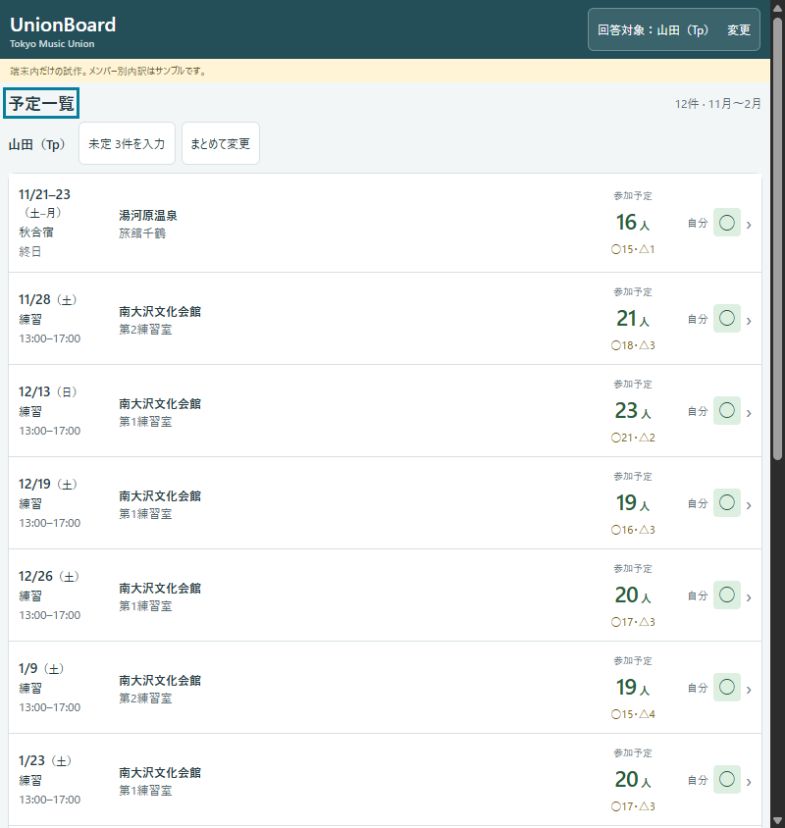 UnionBoard
Tokyo Music Union
回答対象：山田（Tp） 変更
端末内だけの試作。メンバー別内訳はサンプルです。
予定一覧
12件・11月〜2月
山田（Tp） 未定 3件を入力 まとめて変更
11/21–23
（土–月）
秋合宿
終日
湯河原温泉
旅館千鶴
参加予定
16人
○15・△1
自分 ○ ›
11/28（土）
練習
13:00–17:00
南大沢文化会館
第2練習室
参加予定
21人
○18・△3
自分 ○ ›
12/13（日）
練習
13:00–17:00
南大沢文化会館
第1練習室
参加予定
23人
○21・△2
自分 ○ ›
12/19（土）
練習
13:00–17:00
南大沢文化会館
第1練習室
参加予定
19人
○16・△3
自分 ○ ›
12/26（土）
練習
13:00–17:00
南大沢文化会館
第1練習室
参加予定
20人
○17・△3
自分 ○ ›
1/9（土）
練習
13:00–17:00
南大沢文化会館
第2練習室
参加予定
19人
○15・△4
自分 ○ ›
1/23（土）
練習
13:00–17:00
南大沢文化会館
第1練習室
参加予定
20人
○17・△3
自分 ○ ›